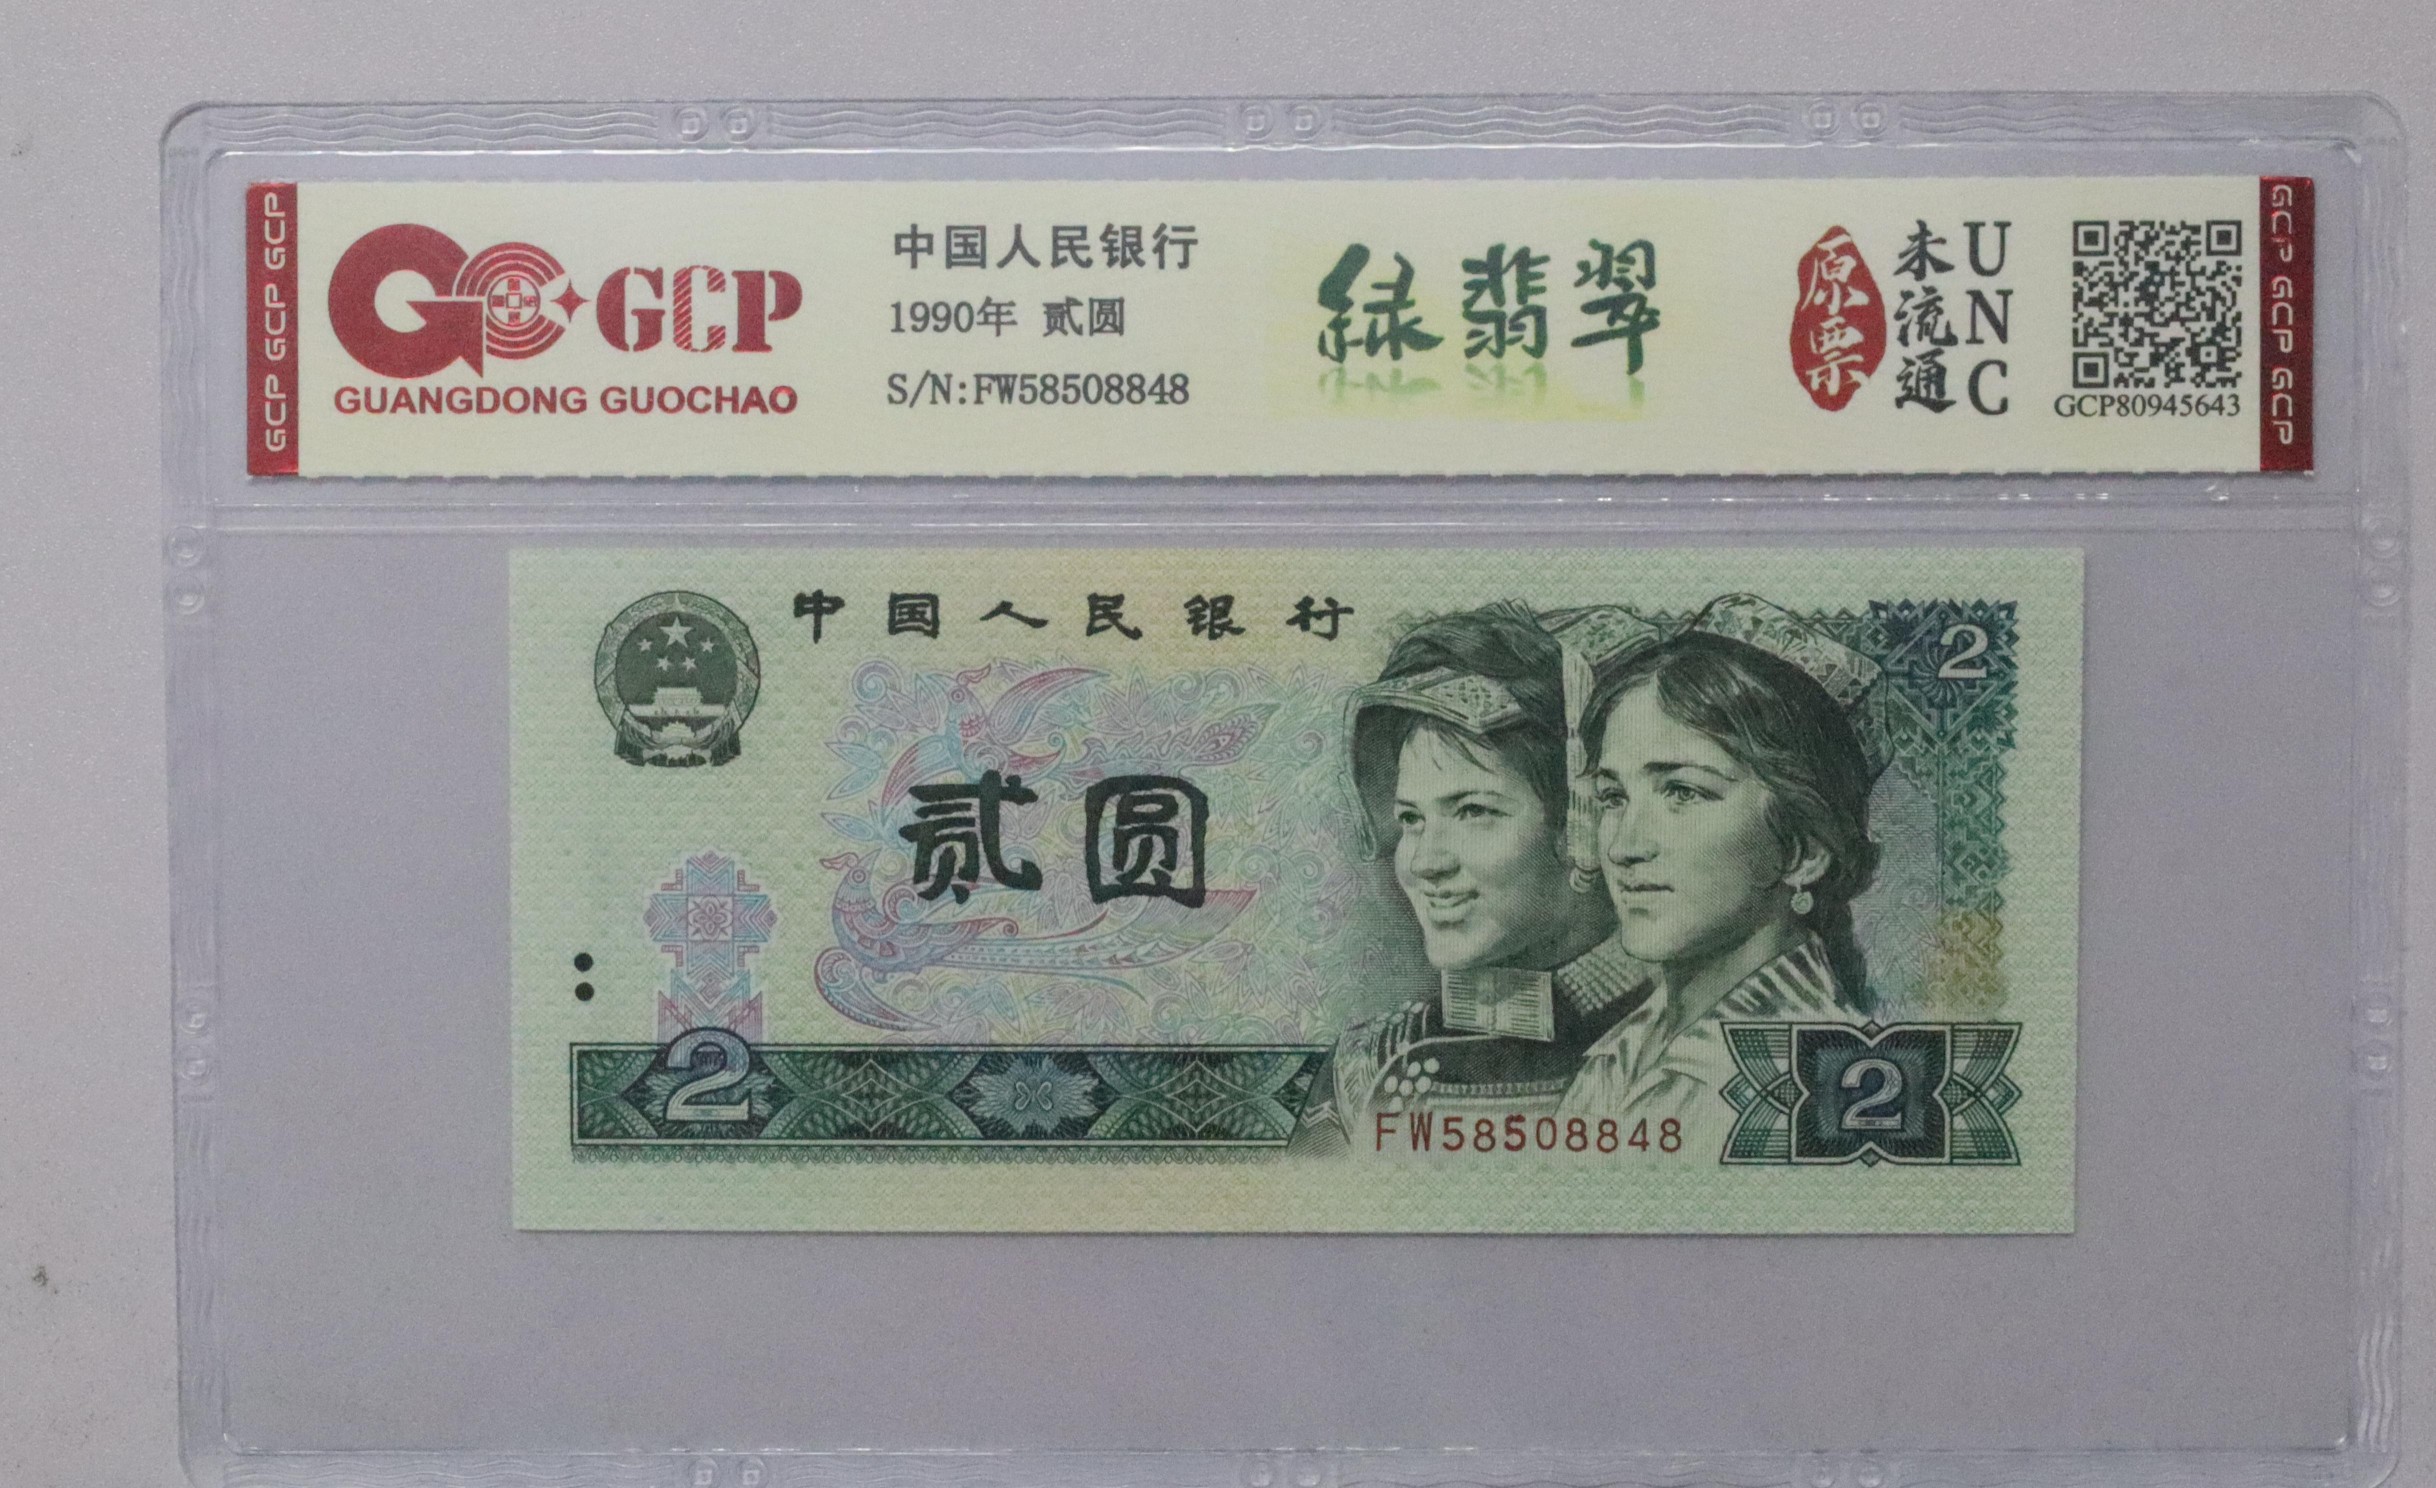 GCP GCP GCP
GCP
GUANGDONG GUOCHAO
中国人民银行
1990年 贰圆
S/N:FW58508848
绿翡翠
原票
未流通
UNC
GCP80945643
GCP GCP GCP
中国人民银行
2
贰圆
2
FW58508848
2